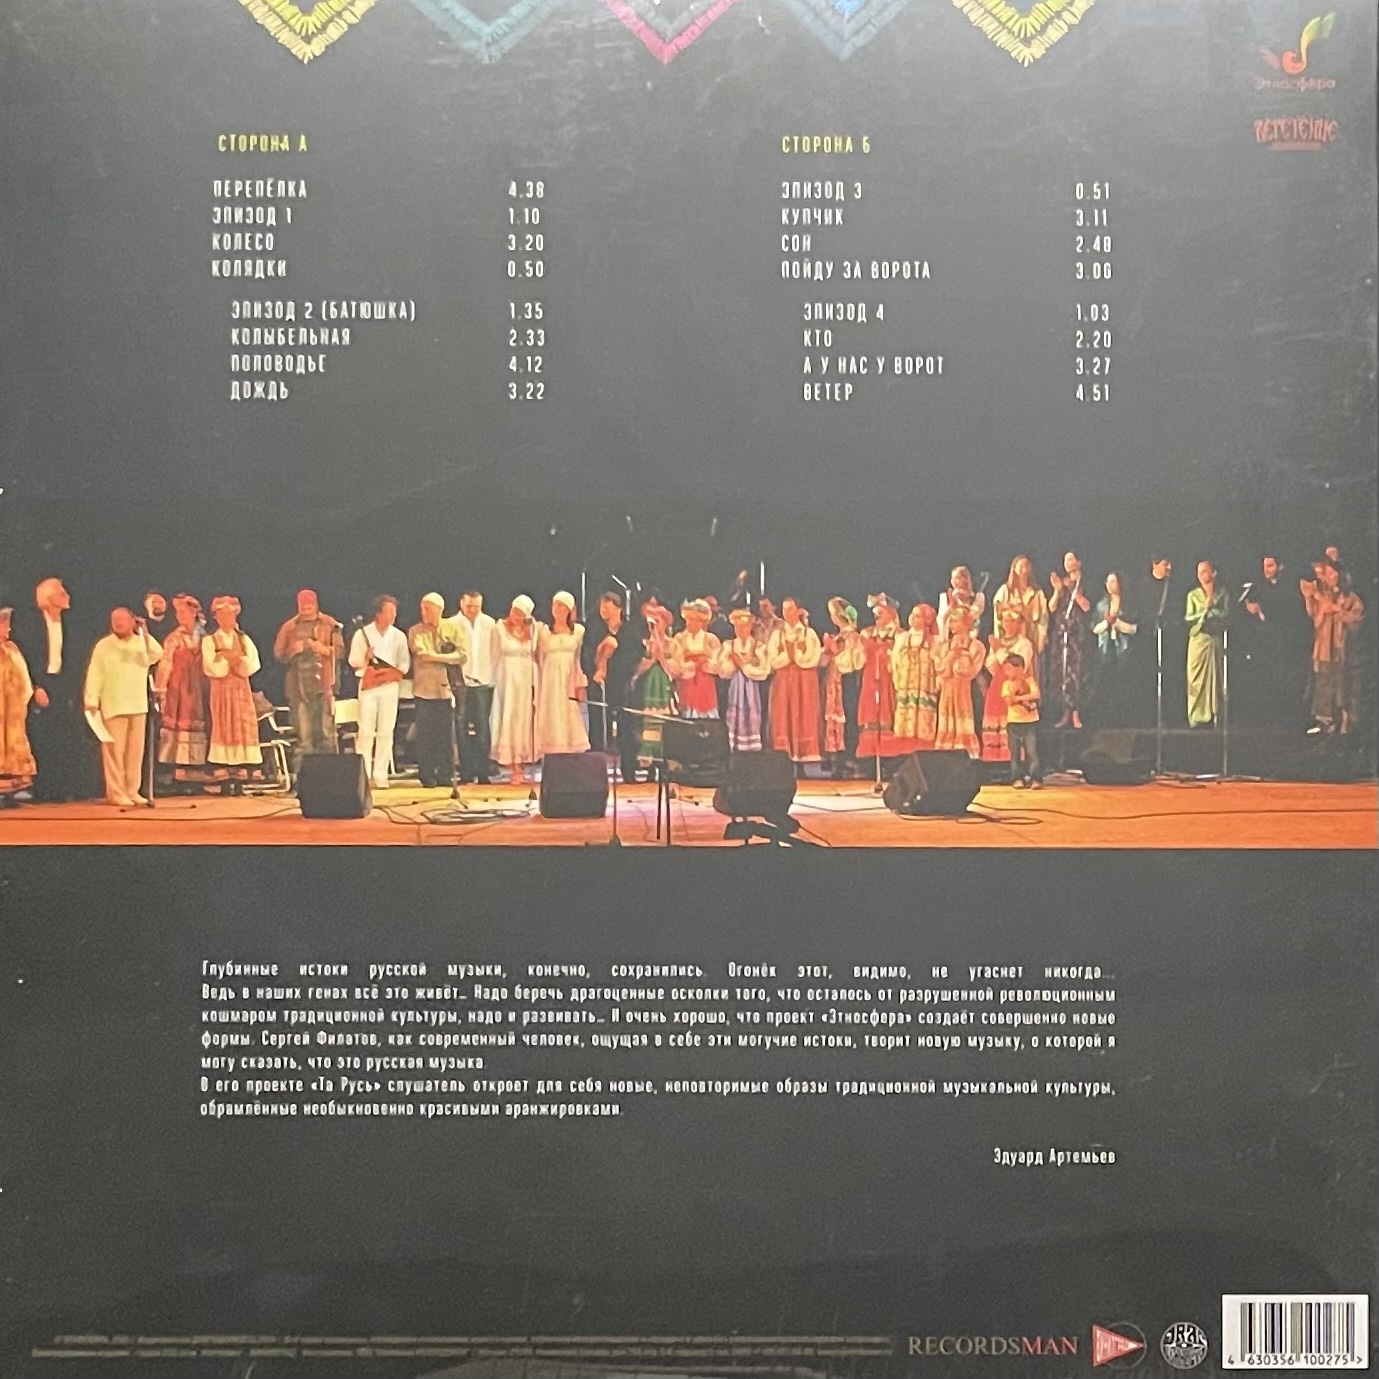 Этносфера
ВЕРЕТЕНЦЕ
СТОРОНА А
ПЕРЕПЁЛКА 4.38
ЭПИЗОД 1 1.10
КОЛЕСО 3.20
КОЛЯДКИ 0.50
ЭПИЗОД 2 (БАТЮШКА) 1.35
КОЛЫБЕЛЬНАЯ 2.33
ПОЛОВОДЬЕ 4.12
ДОЖДЬ 3.22
СТОРОНА Б
ЭПИЗОД 3 0.51
КУПЧИК 3.11
СОН 2.40
ПОЙДУ ЗА ВОРОТА 3.06
ЭПИЗОД 4 1.03
КТО 2.20
А У НАС У ВОРОТ 3.27
ВЕТЕР 4.51
Глубинные истоки русской музыки, конечно, сохранились. Огонёк этот, видимо, не угаснет никогда...
Ведь в наших генах всё это живёт... Надо беречь драгоценные осколки того, что осталось от разрушенной революционным
кошмаром традиционной культуры, надо и развивать... И очень хорошо, что проект «Этносфера» создаёт совершенно новые
формы. Сергей Филатов, как современный человек, ощущая в себе эти могучие истоки, творит новую музыку, о которой я
могу сказать, что это русская музыка.
В его проекте «Та Русь» слушатель откроет для себя новые, неповторимые образы традиционной музыкальной культуры,
обрамлённые необыкновенно красивыми аранжировками.
Эдуард Артемьев
RECORDSMAN
4 630356 100275 >